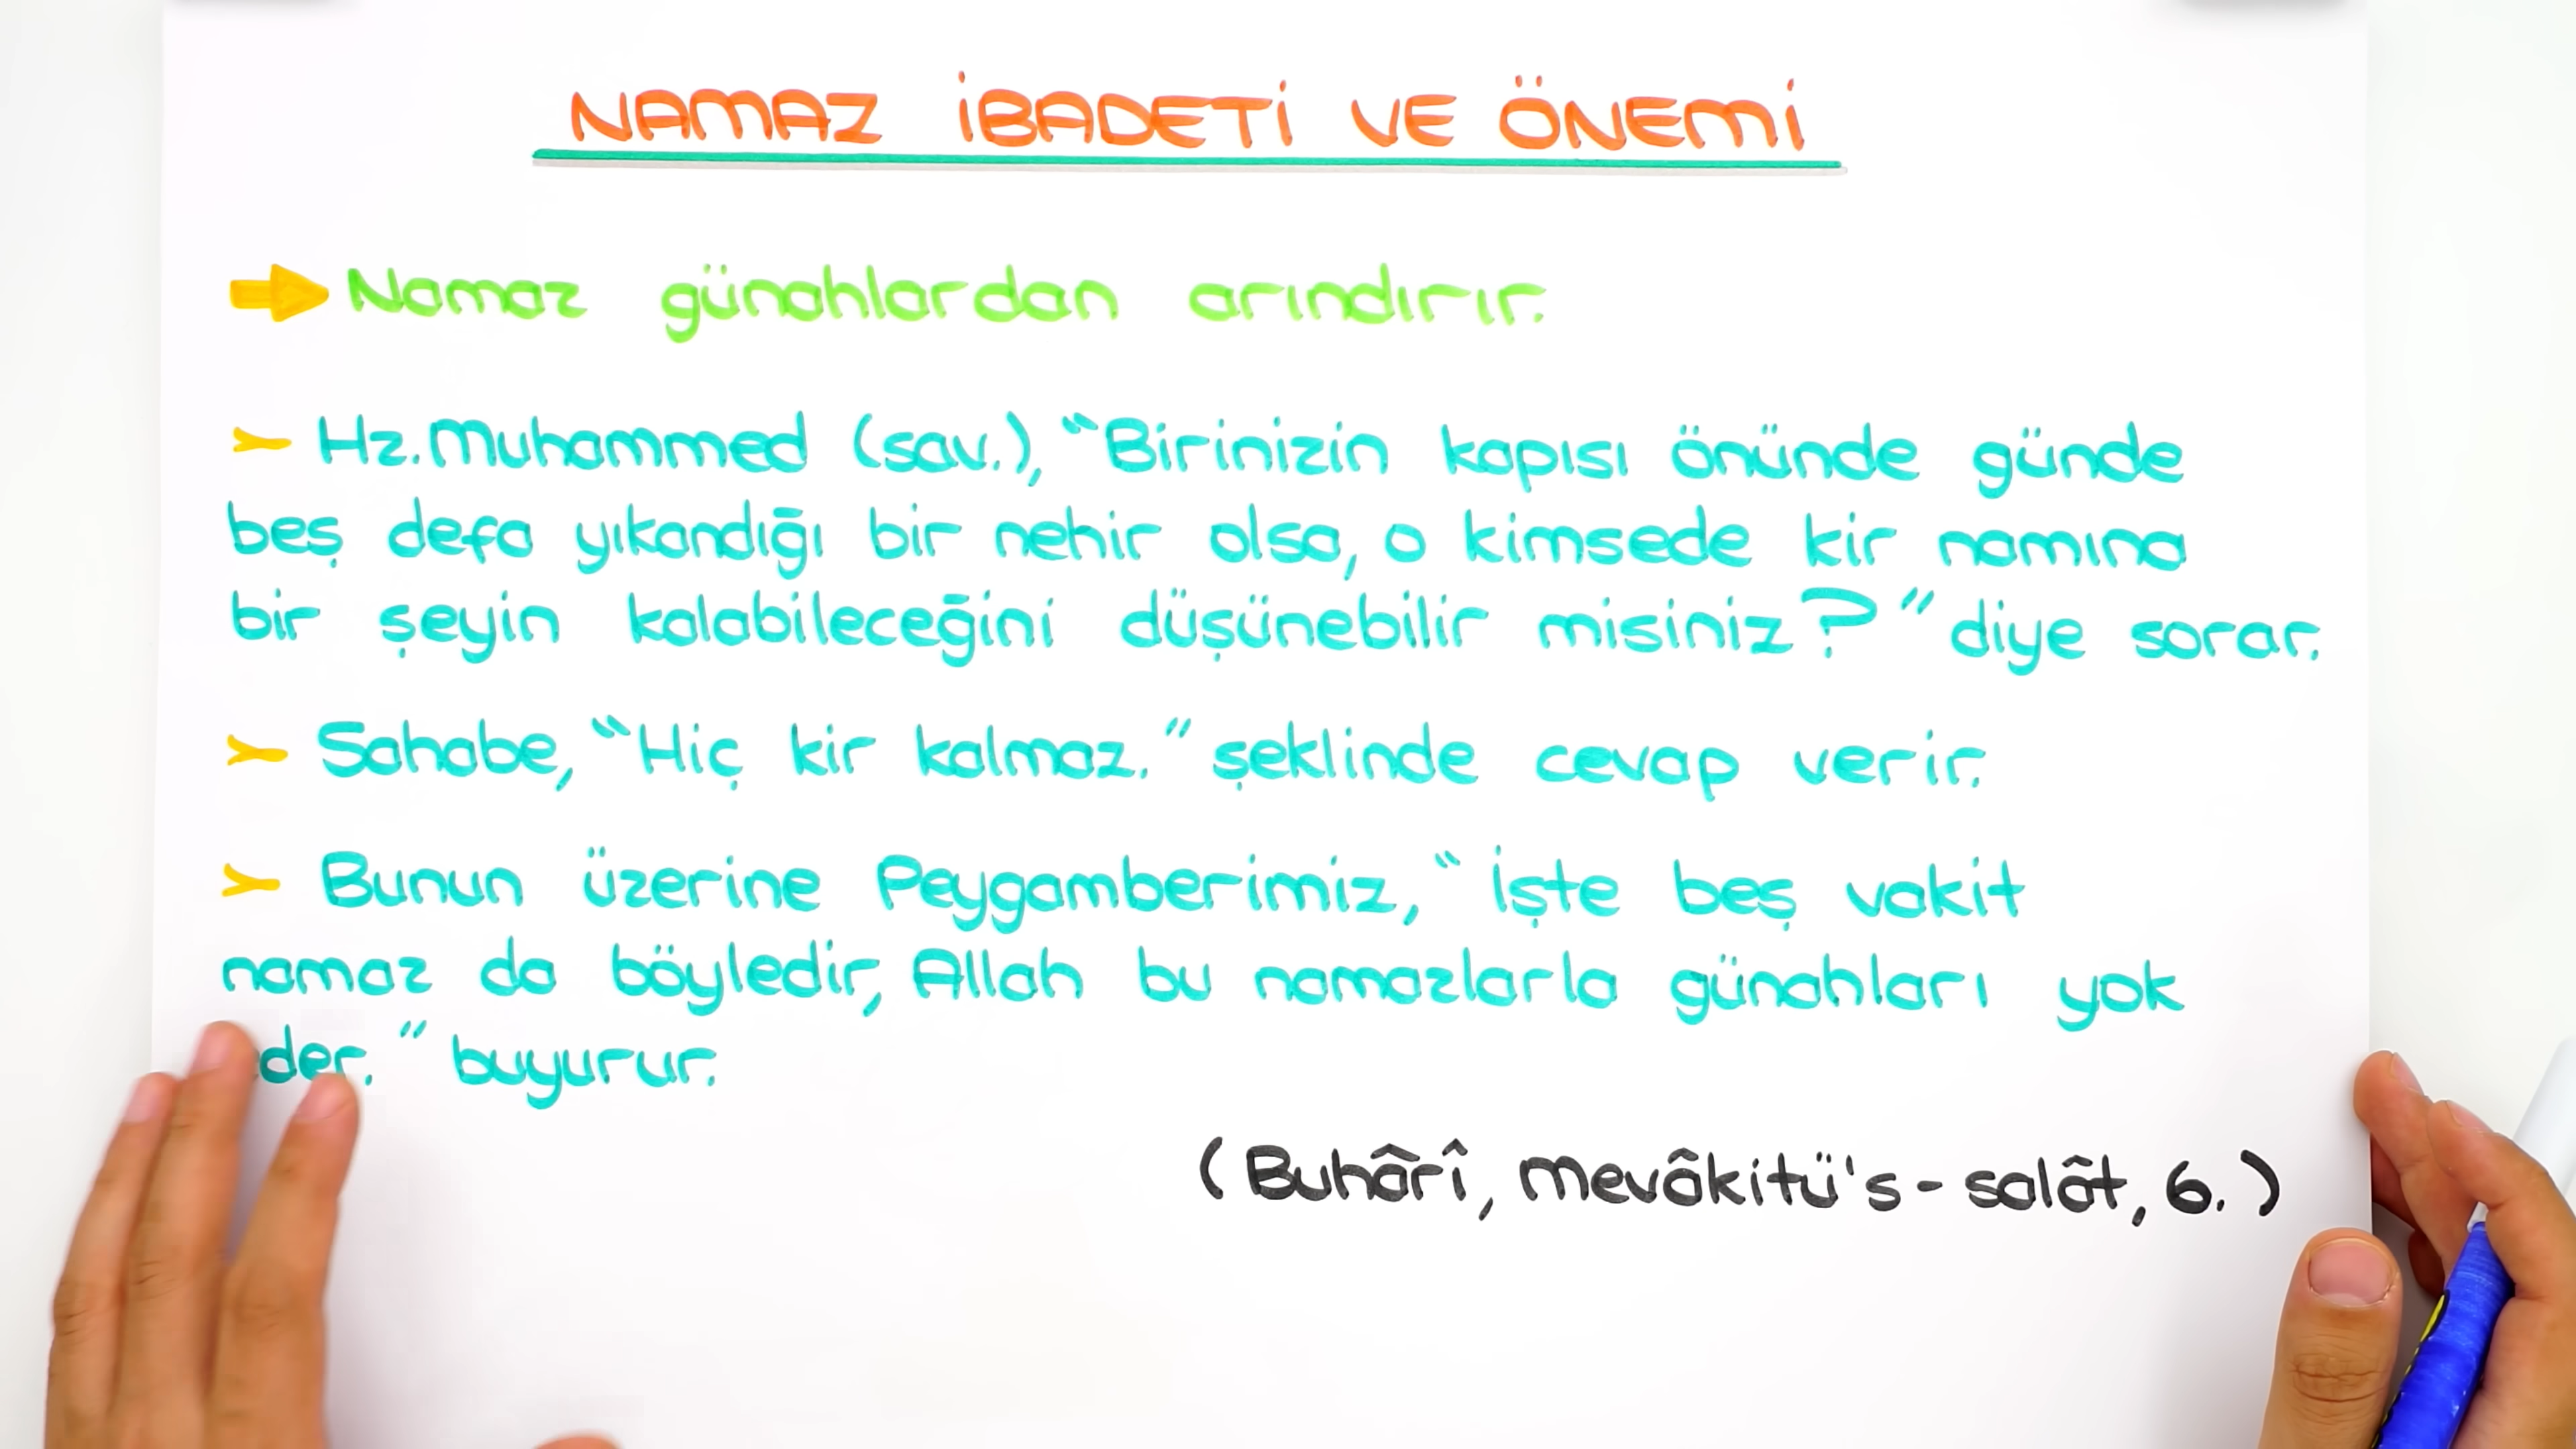 NAMAZ İBADETİ VE ÖNEMİ
Namaz günahlardan arındırır.
Hz. Muhammed (sav.), "Birinizin kapısı önünde günde
beş defa yıkandığı bir nehir olsa, o kimsede kir namına
bir şeyin kalabileceğini düşünebilir misiniz?" diye sorar.
Sahabe, "Hiç kir kalmaz." şeklinde cevap verir.
Bunun üzerine Peygamberimiz, "İşte beş vakit
namaz da böyledir, Allah bu namazlarla günahları yok
eder." buyurur.
(Buhârî, Mevâkitü's-salât, 6.)